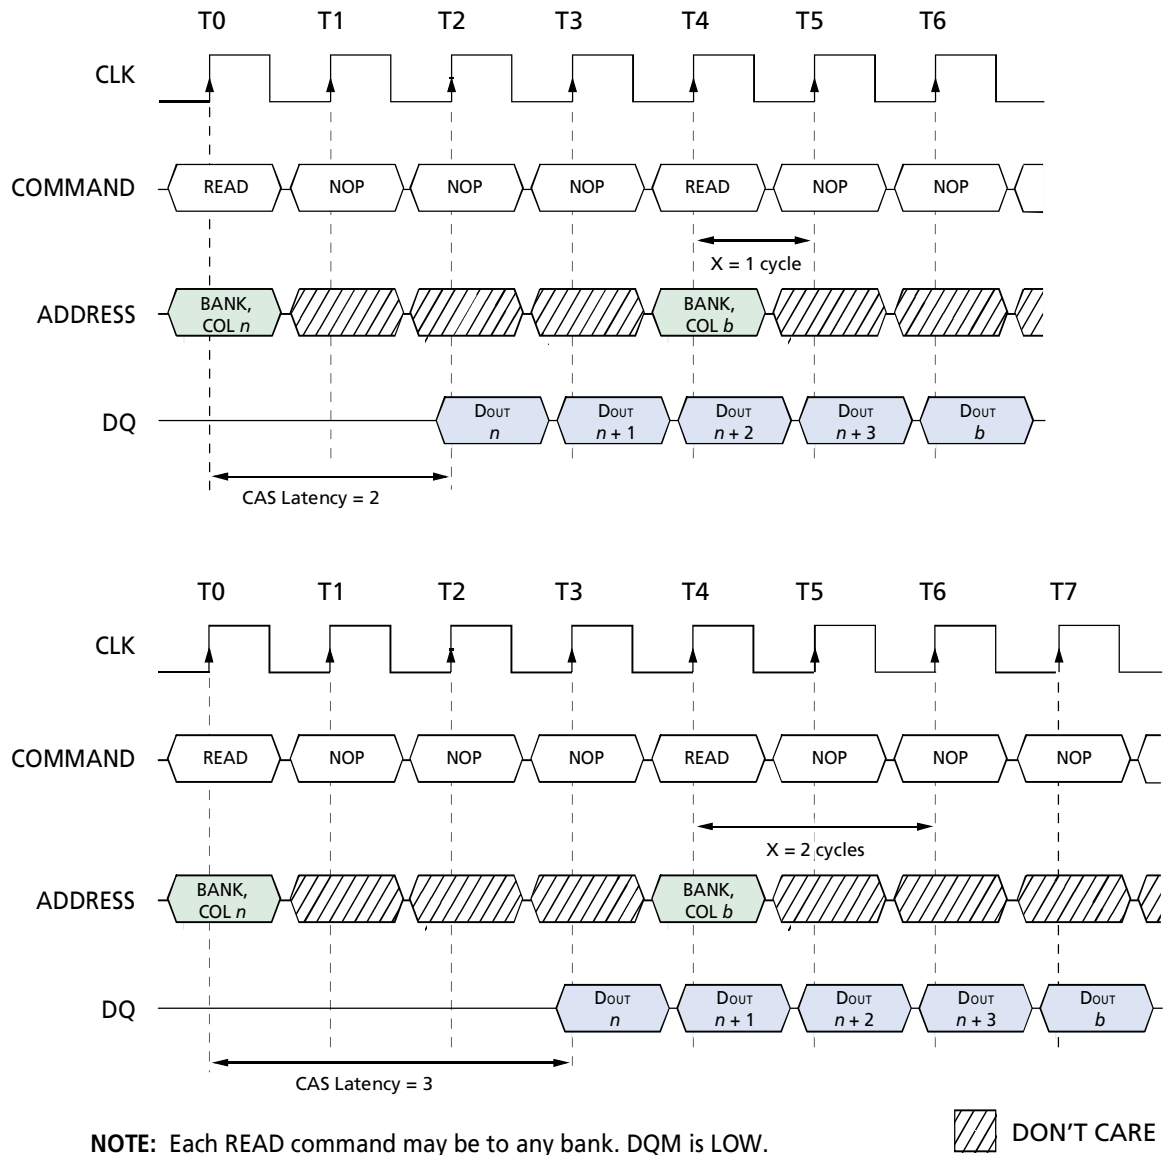 T0 T1 T2 T3 T4 T5 T6
CLK
COMMAND READ NOP NOP NOP READ NOP NOP
X = 1 cycle
ADDRESS BANK, COL n BANK, COL b
DQ DOUT n DOUT n + 1 DOUT n + 2 DOUT n + 3 DOUT b
CAS Latency = 2
T0 T1 T2 T3 T4 T5 T6 T7
CLK
COMMAND READ NOP NOP NOP READ NOP NOP NOP
X = 2 cycles
ADDRESS BANK, COL n BANK, COL b
DQ DOUT n DOUT n + 1 DOUT n + 2 DOUT n + 3 DOUT b
CAS Latency = 3
NOTE: Each READ command may be to any bank. DQM is LOW.
DON'T CARE